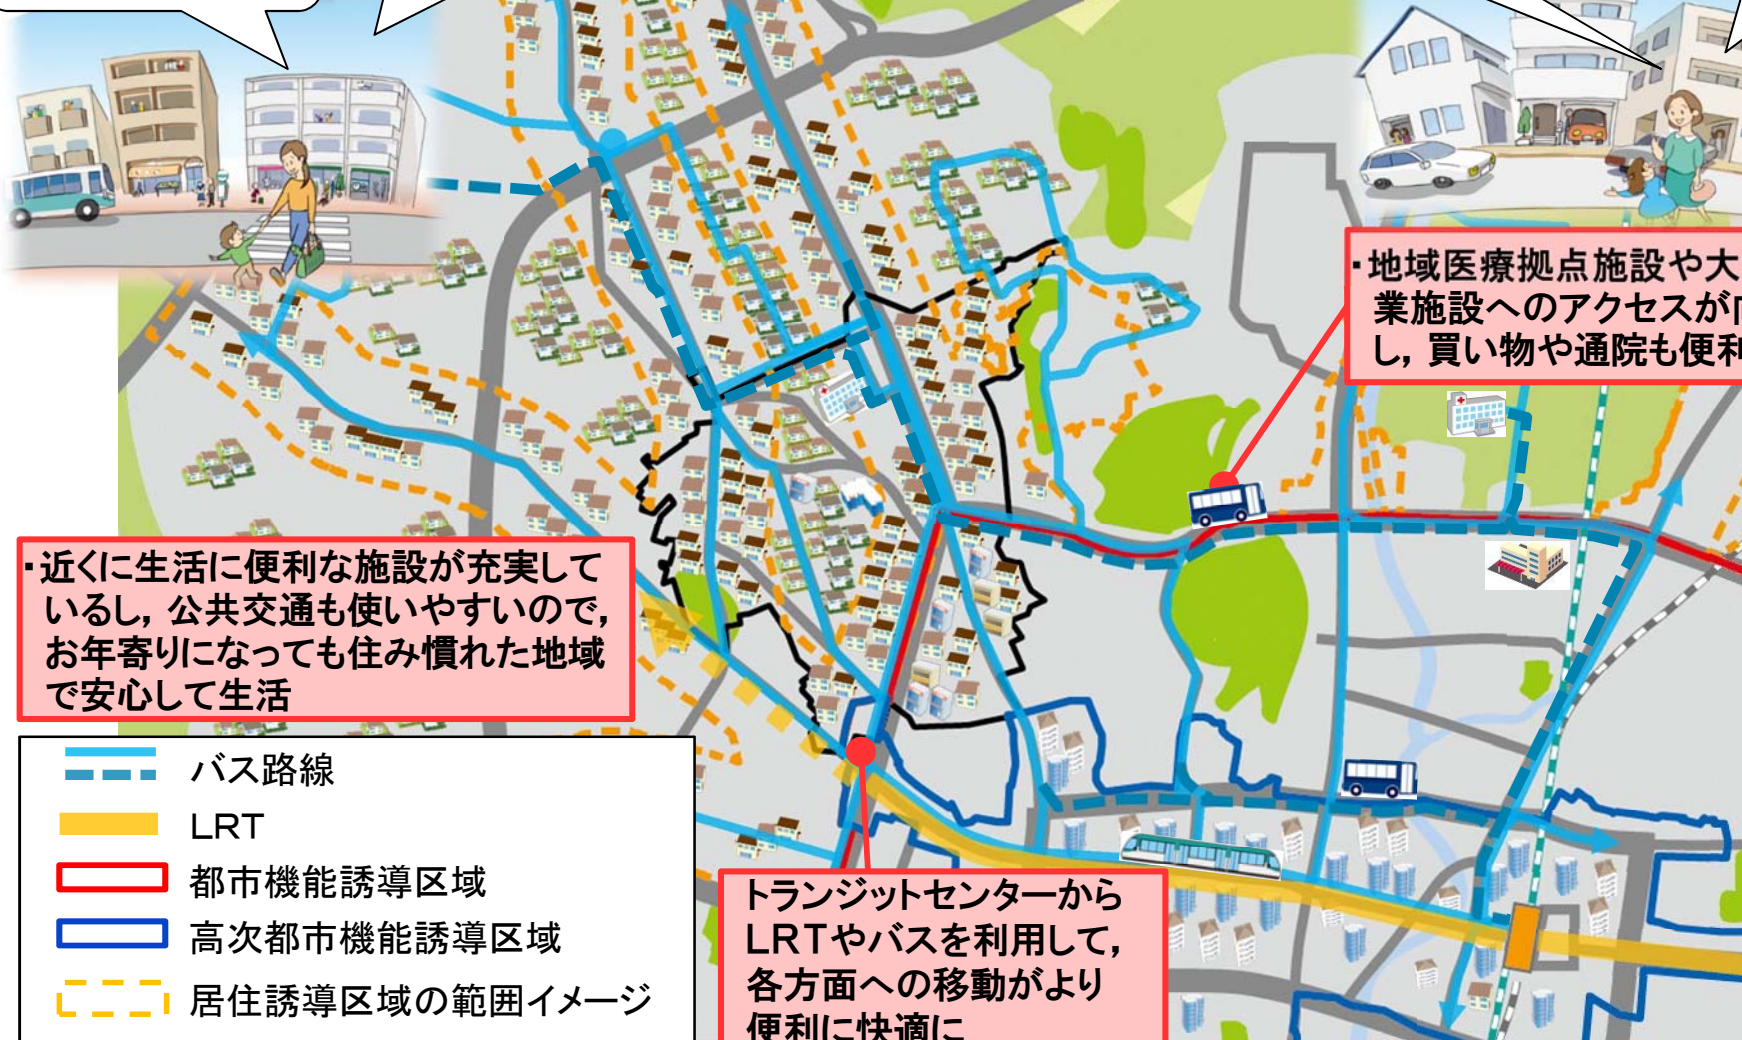 ・地域医療拠点施設や大
業施設へのアクセスが
し，買い物や通院も便利
・近くに生活に便利な施設が充実して
いるし，公共交通も使いやすいので，
お年寄りになっても住み慣れた地域
で安心して生活
バス路線
LRT
都市機能誘導区域
高次都市機能誘導区域
居住誘導区域の範囲イメージ
トランジットセンターから
LRTやバスを利用して，
各方面への移動がより
便利に快適に